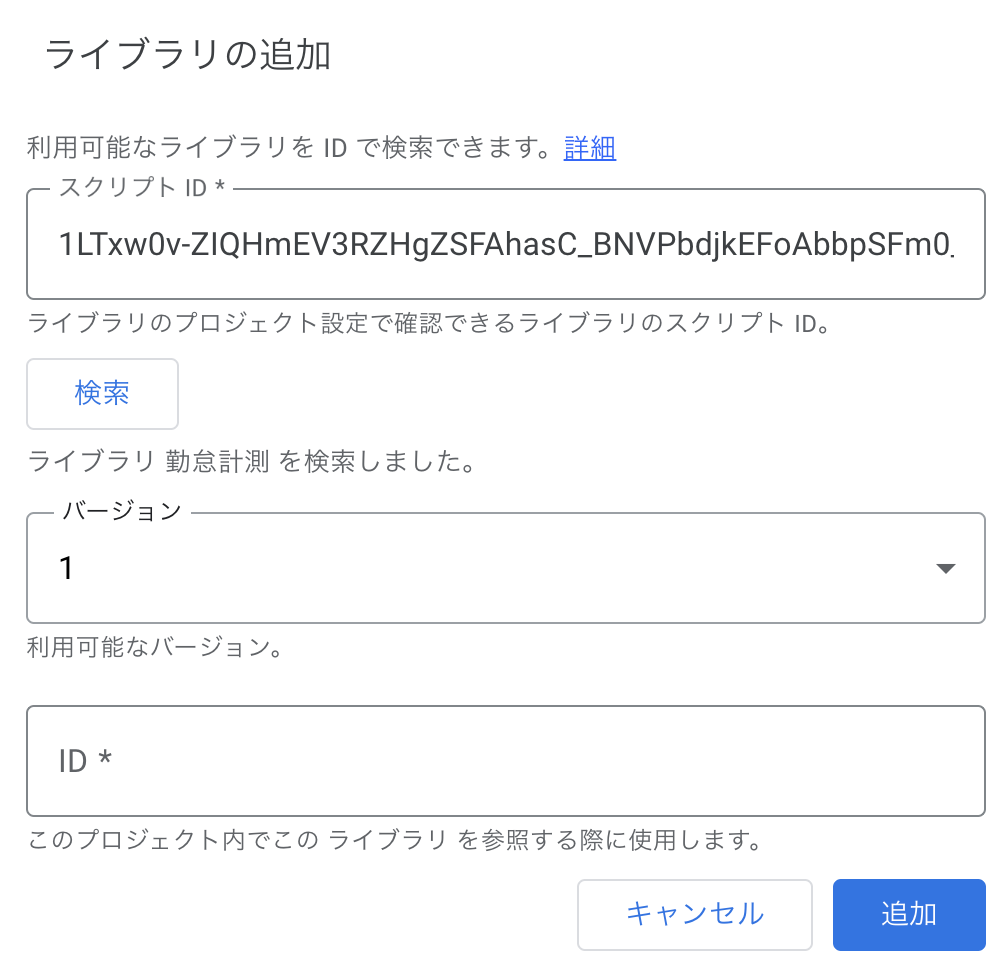 ライブラリの追加
利用可能なライブラリを ID で検索できます。詳細
スクリプト ID *
1LTxw0v-ZIQHmEV3RZHgZSFAhasC_BNVPbdjkEFoAbbpSFm0_
ライブラリのプロジェクト設定で確認できるライブラリのスクリプト ID。
検索
ライブラリ 勤怠計測 を検索しました。
バージョン
1
利用可能なバージョン。
ID *
このプロジェクト内でこの ライブラリ を参照する際に使用します。
キャンセル 追加